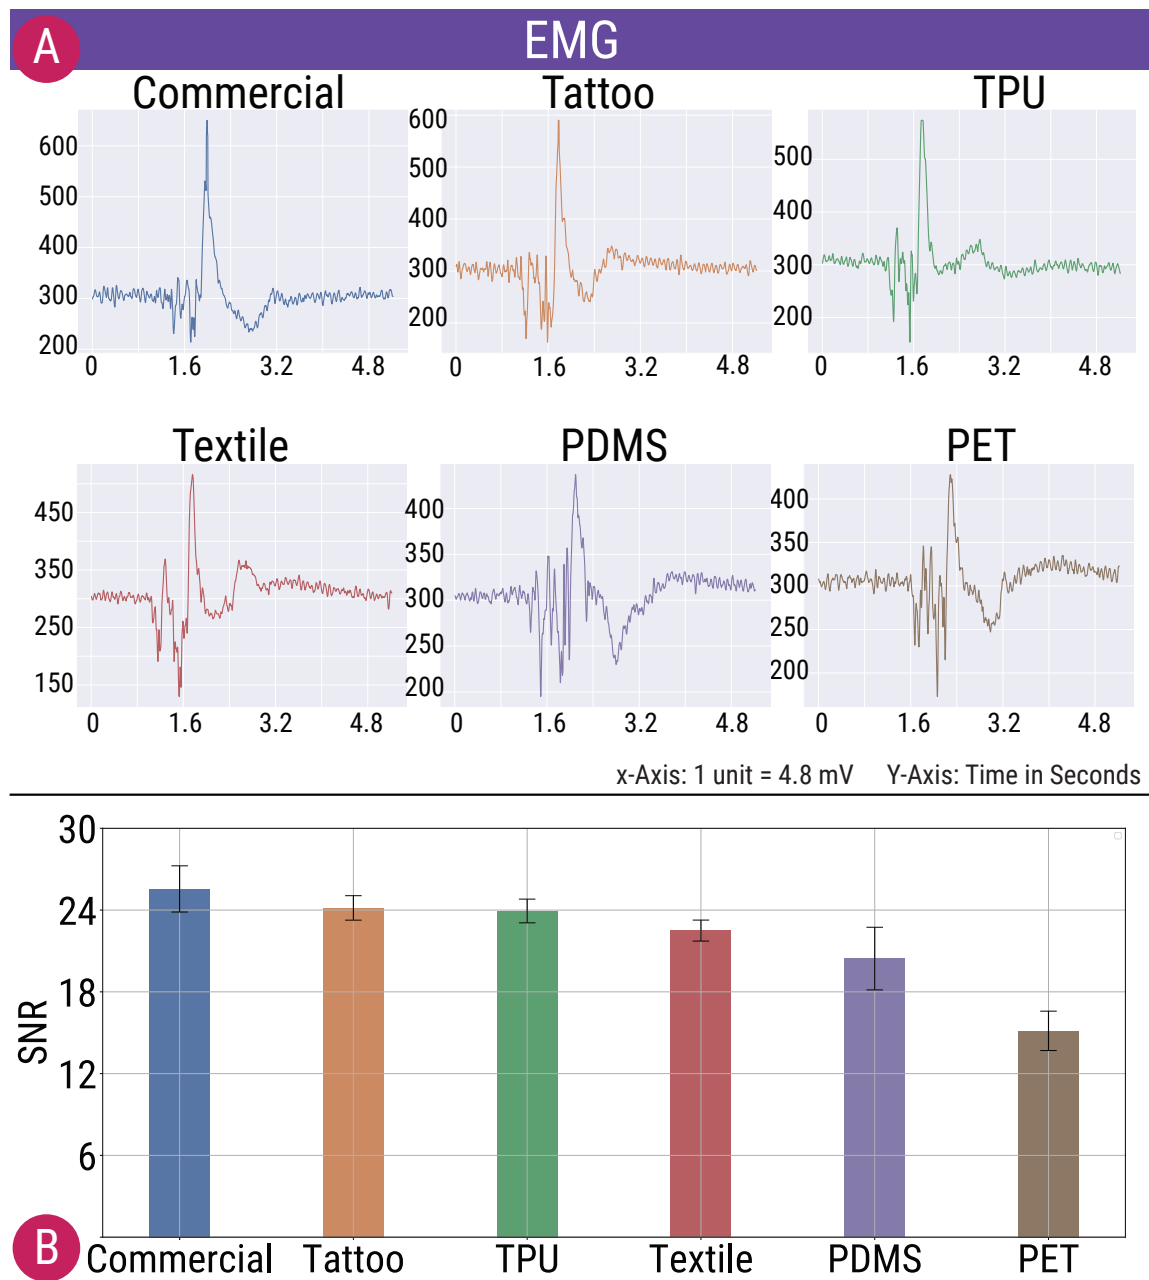 A
EMG
Commercial
Tattoo
TPU
600
500
400
300
200
0 1.6 3.2 4.8
600
500
400
300
200
0 1.6 3.2 4.8
500
400
300
200
0 1.6 3.2 4.8
Textile
PDMS
PET
450
350
250
150
0 1.6 3.2 4.8
400
350
300
250
200
0 1.6 3.2 4.8
400
350
300
250
200
0 1.6 3.2 4.8
x-Axis: 1 unit = 4.8 mV Y-Axis: Time in Seconds
30
24
18
12
6
SNR
B
Commercial Tattoo TPU Textile PDMS PET